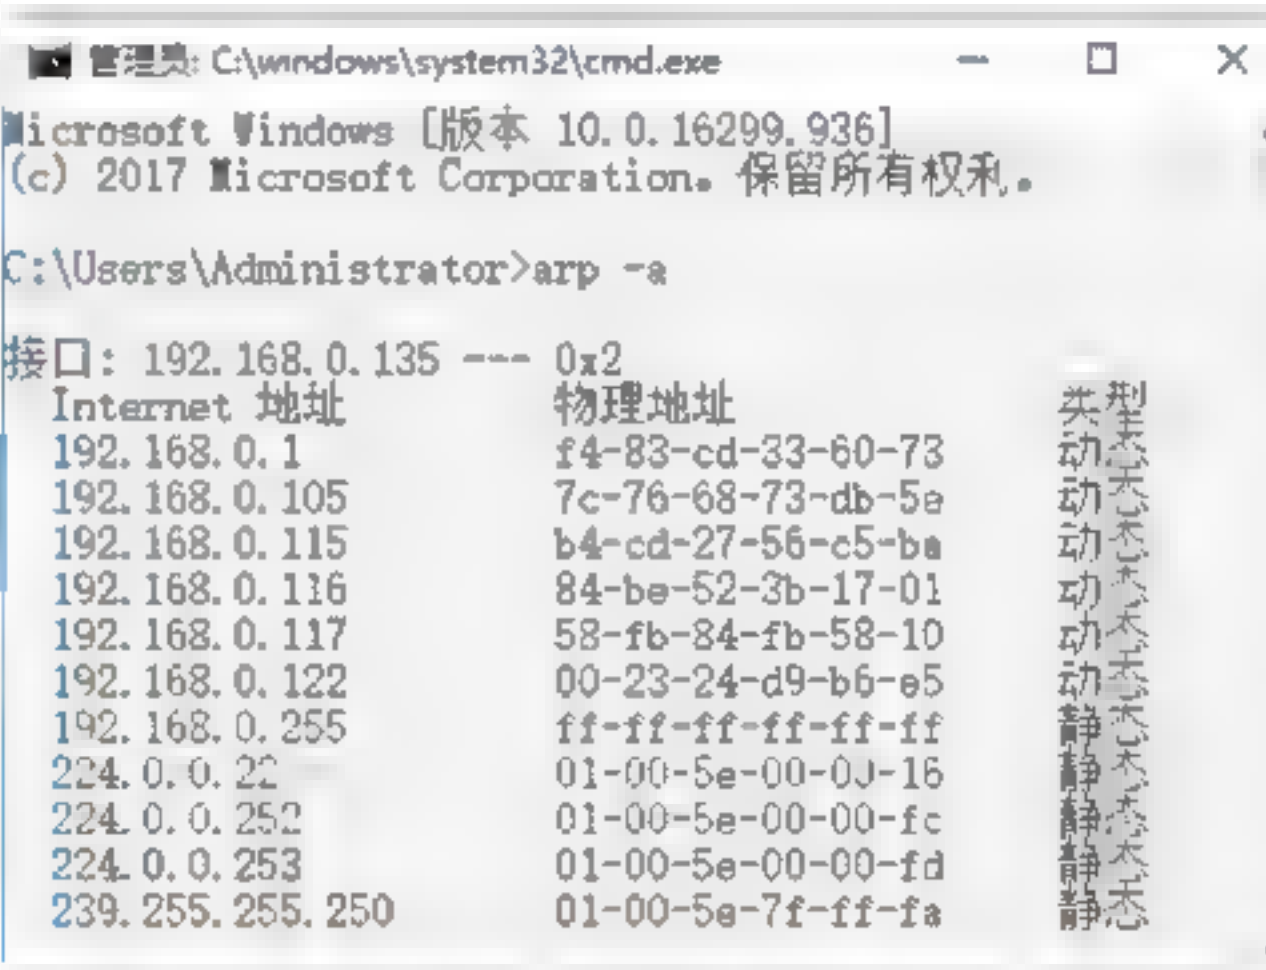 管理员: C:\windows\system32\cmd.exe
Microsoft Windows [版本 10.0.16299.936]
(c) 2017 Microsoft Corporation。保留所有权利。
C:\Users\Administrator>arp -a
接口: 192.168.0.135 --- 0x2
Internet 地址 物理地址 类型
192.168.0.1 f4-83-cd-33-60-73 动态
192.168.0.105 7c-76-68-73-db-5e 动态
192.168.0.115 b4-cd-27-56-c5-ba 动态
192.168.0.116 84-be-52-3b-17-01 动态
192.168.0.117 58-fb-84-fb-58-10 动态
192.168.0.122 00-23-24-d9-b6-e5 动态
192.168.0.255 ff-ff-ff-ff-ff-ff 静态
224.0.0.22 01-00-5e-00-00-16 静态
224.0.0.252 01-00-5e-00-00-fc 静态
224.0.0.253 01-00-5e-00-00-fd 静态
239.255.255.250 01-00-5e-7f-ff-fa 静态